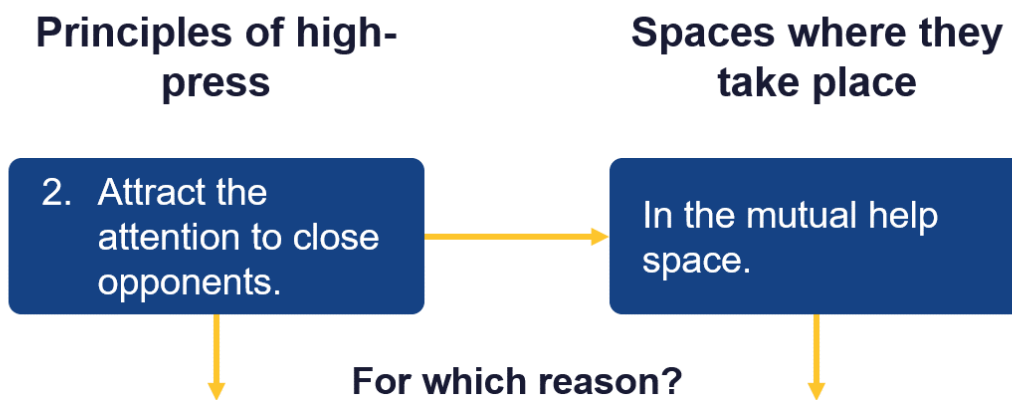 Principles of high-
press
Spaces where they
take place
2. Attract the
attention to close
opponents.
In the mutual help
space.
For which reason?